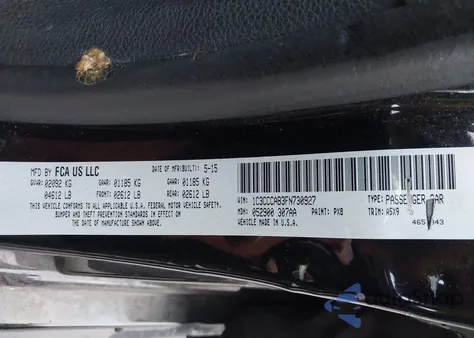 MFD BY FCA US LLC DATE OF MFR(BUILT): 5-15
GVWR: 02092 KG GAWR: 01185 KG GAWR: 01185 KG
04612 LB FRONT: 02612 LB REAR: 02612 LB
THIS VEHICLE CONFORMS TO ALL APPLICABLE U.S.A. FEDERAL MOTOR VEHICLE SAFETY,
BUMPER AND THEFT PREVENTION STANDARDS IN EFFECT ON
THE DATE OF MANUFACTURE SHOWN ABOVE.
VIN: 1C3CCCAB3FN730927 TYPE: PASSENGER CAR
MDH: 052900 307AA PAINT: PX8 TRIM: A5X9
VEHICLE MADE IN U.S.A.